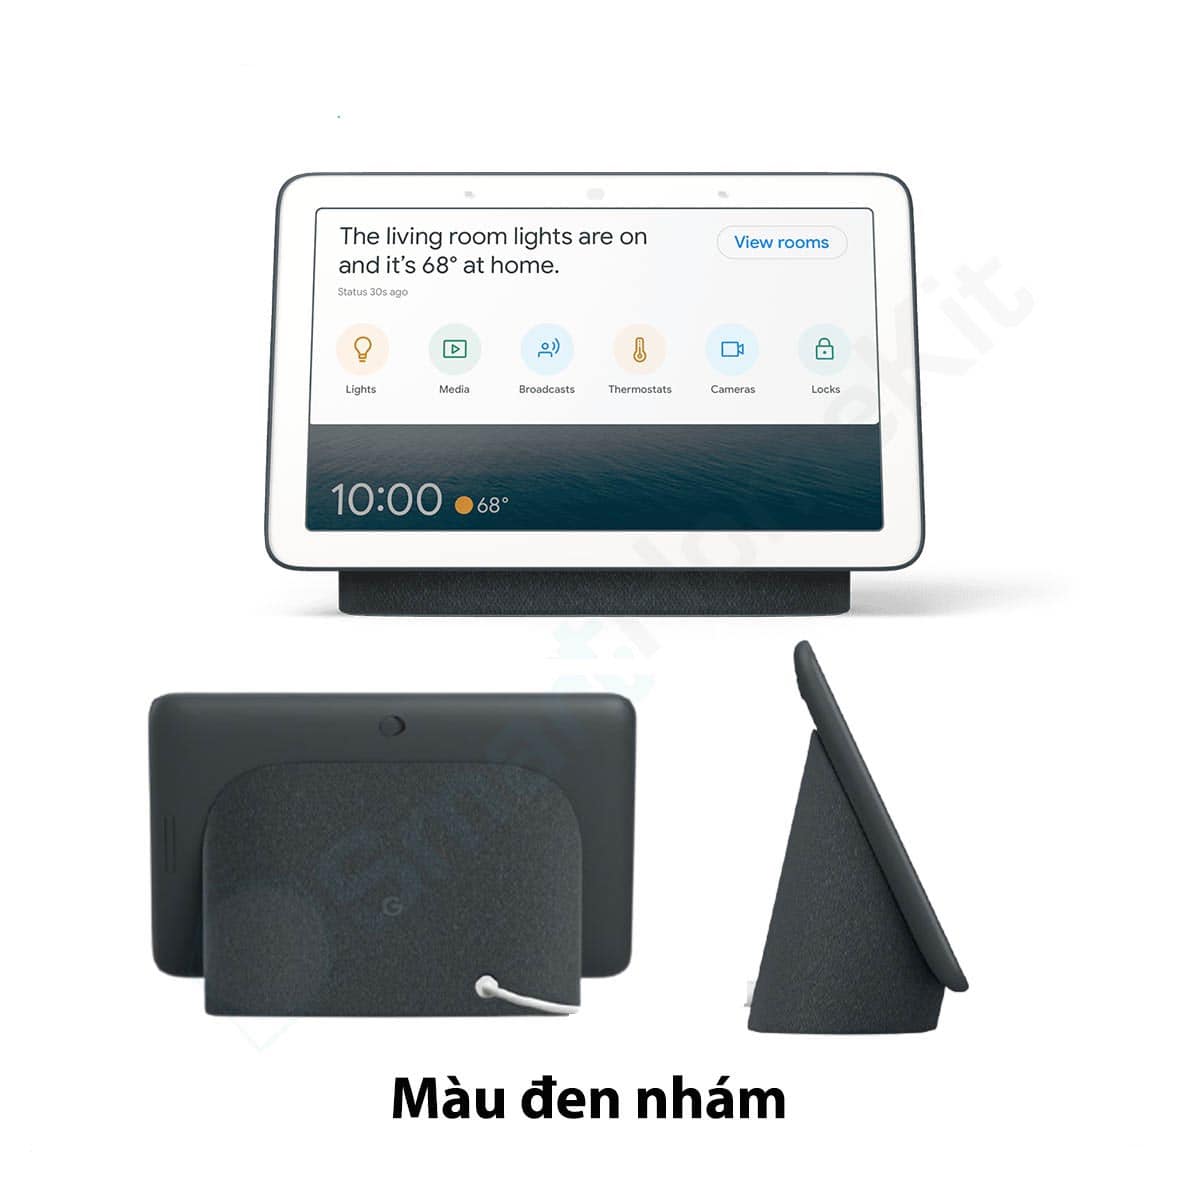 The living room lights are on
View rooms
and it's 68° at home.
Status 30s ago
Lights
Media
Broadcasts
Thermostats
Cameras
Locks
10:00 68°
G
SmartHomeKit
Màu đen nhám